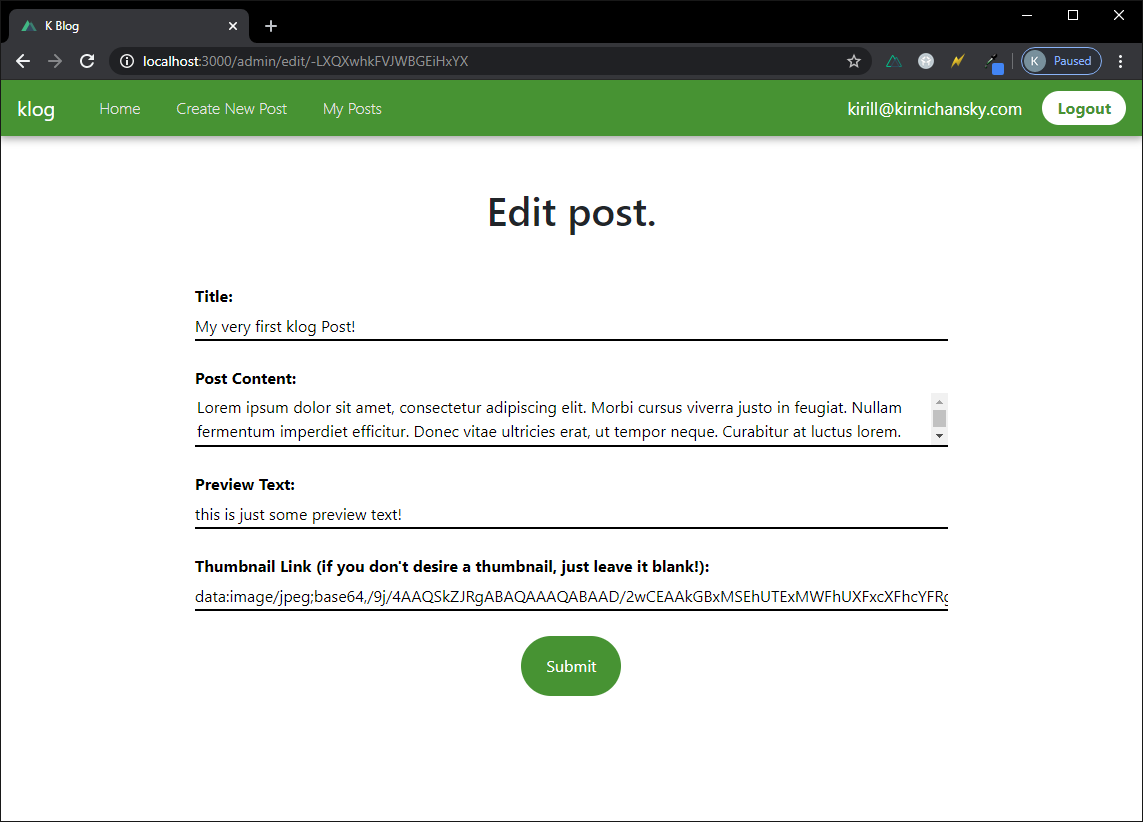 K Blog
localhost:3000/admin/edit/-LXQXwhkFVJWBGEiHxYX
K Paused
klog Home Create New Post My Posts kirill@kirnichansky.com Logout
Edit post.
Title:
My very first klog Post!
Post Content:
Lorem ipsum dolor sit amet, consectetur adipiscing elit. Morbi cursus viverra justo in feugiat. Nullam
fermentum imperdiet efficitur. Donec vitae ultricies erat, ut tempor neque. Curabitur at luctus lorem.
Preview Text:
this is just some preview text!
Thumbnail Link (if you don't desire a thumbnail, just leave it blank!):
data:image/jpeg;base64,/9j/4AAQSkZJRgABAQAAAQABAAD/2wCEAAkGBxMSEhUTExMWFhUXFxcXFhcYFRg
Submit